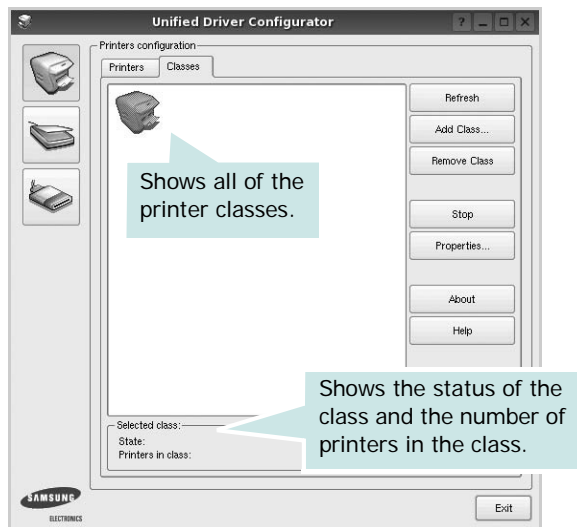 Unified Driver Configurator
Printers configuration
Printers
Classes
Refresh
Add Class...
Remove Class
Shows all of the
printer classes.
Stop
Properties...
About
Help
Shows the status of the
class and the number of
printers in the class.
Selected class:
State:
Printers in class:
SAMSUNG
ELECTRONICS
Exit